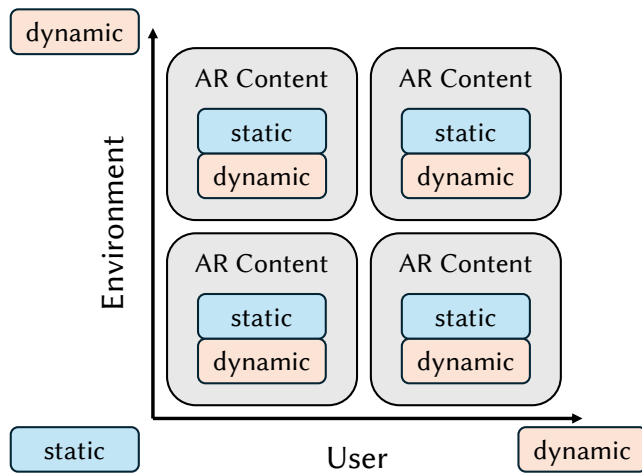 dynamic
AR Content
static
dynamic
AR Content
static
dynamic
Environment
AR Content
static
dynamic
AR Content
static
dynamic
static
User
dynamic